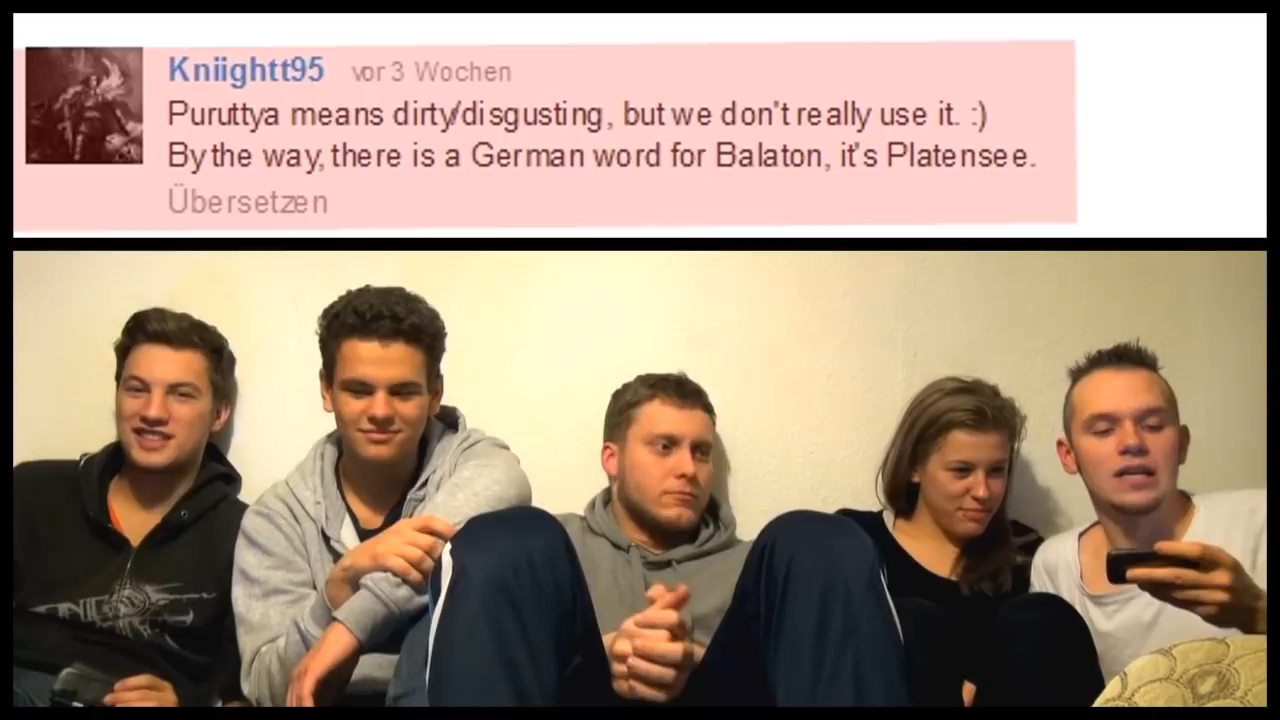 Kniightt95 vor 3 Wochen
Puruttya means dirty/disgusting, but we don't really use it. :)
By the way, there is a German word for Balaton, it's Platensee.
Übersetzen